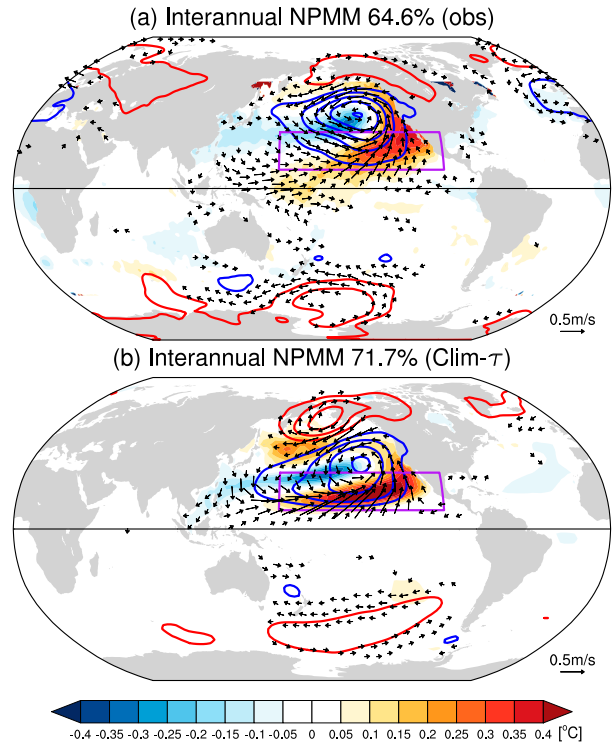 (a) Interannual NPMM 64.6% (obs)
0.5m/s
(b) Interannual NPMM 71.7% (Clim-τ)
0.5m/s
-0.4 -0.35 -0.3 -0.25 -0.2 -0.15 -0.1 -0.05 0 0.05 0.1 0.15 0.2 0.25 0.3 0.35 0.4 [°C]